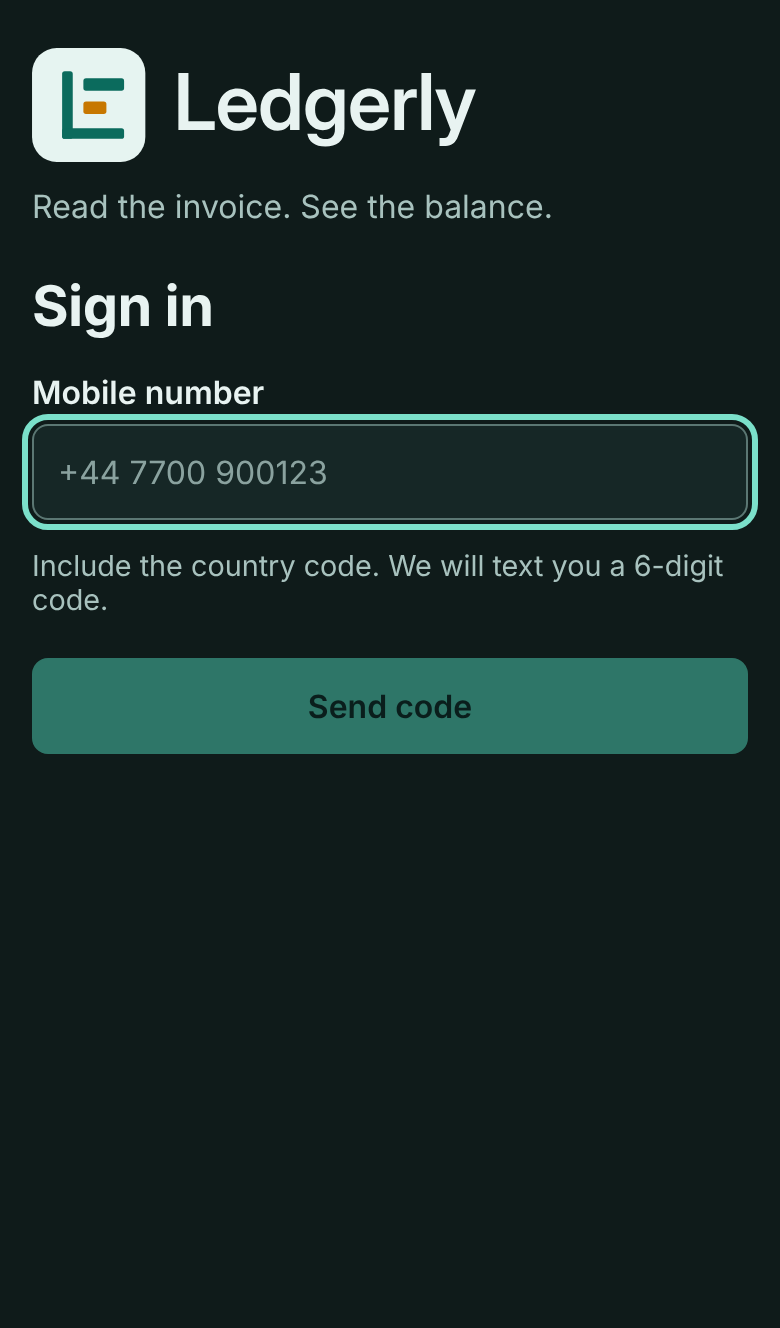 Ledgerly
Read the invoice. See the balance.
Sign in
Mobile number
+44 7700 900123
Include the country code. We will text you a 6-digit
code.
Send code